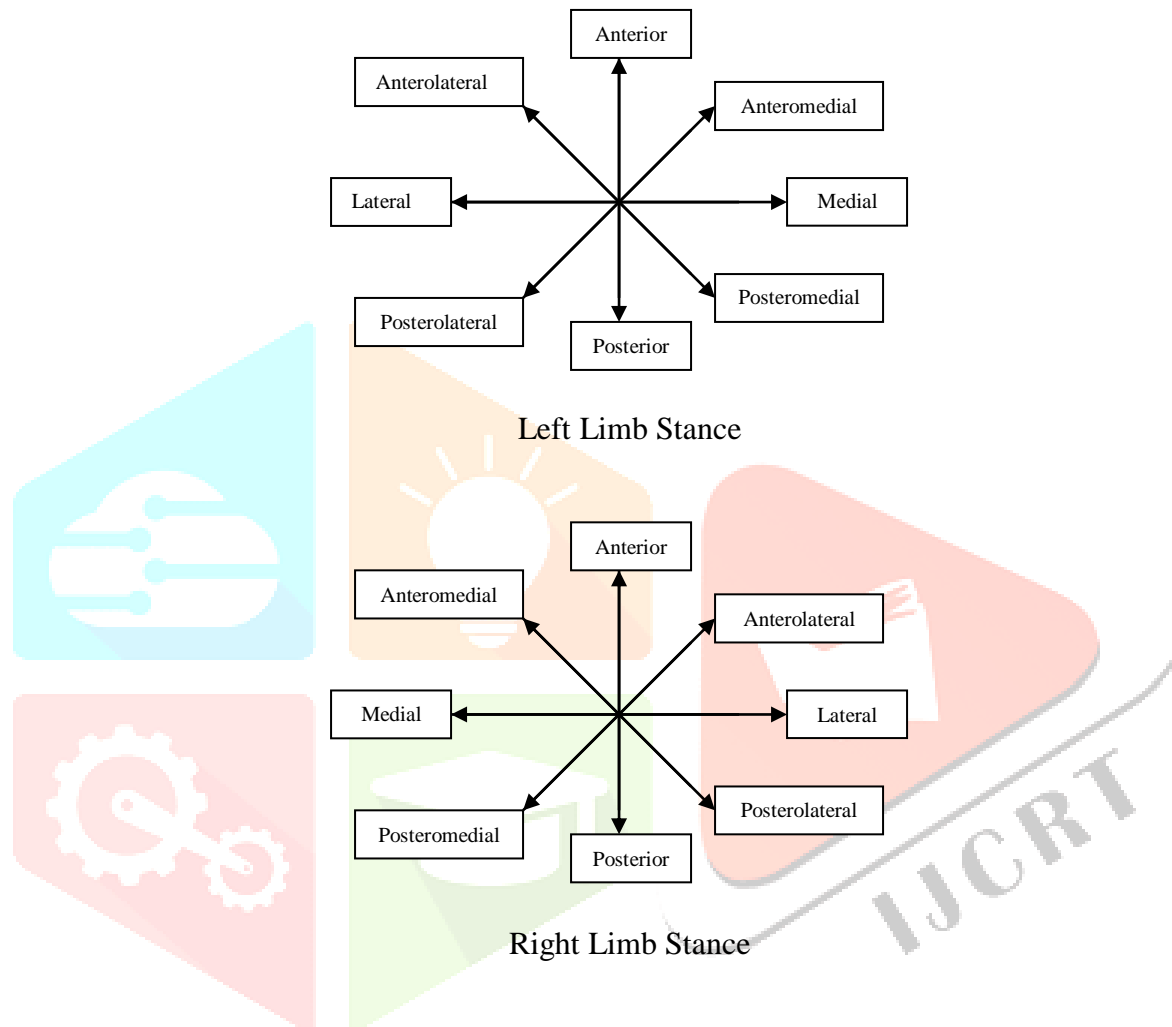 Anterior
Anterolateral
Anteromedial
Lateral
Medial
Posterolateral
Posteromedial
Posterior
Left Limb Stance
Anterior
Anteromedial
Anterolateral
Medial
Lateral
Posteromedial
Posterolateral
Posterior
Right Limb Stance
IJCRT